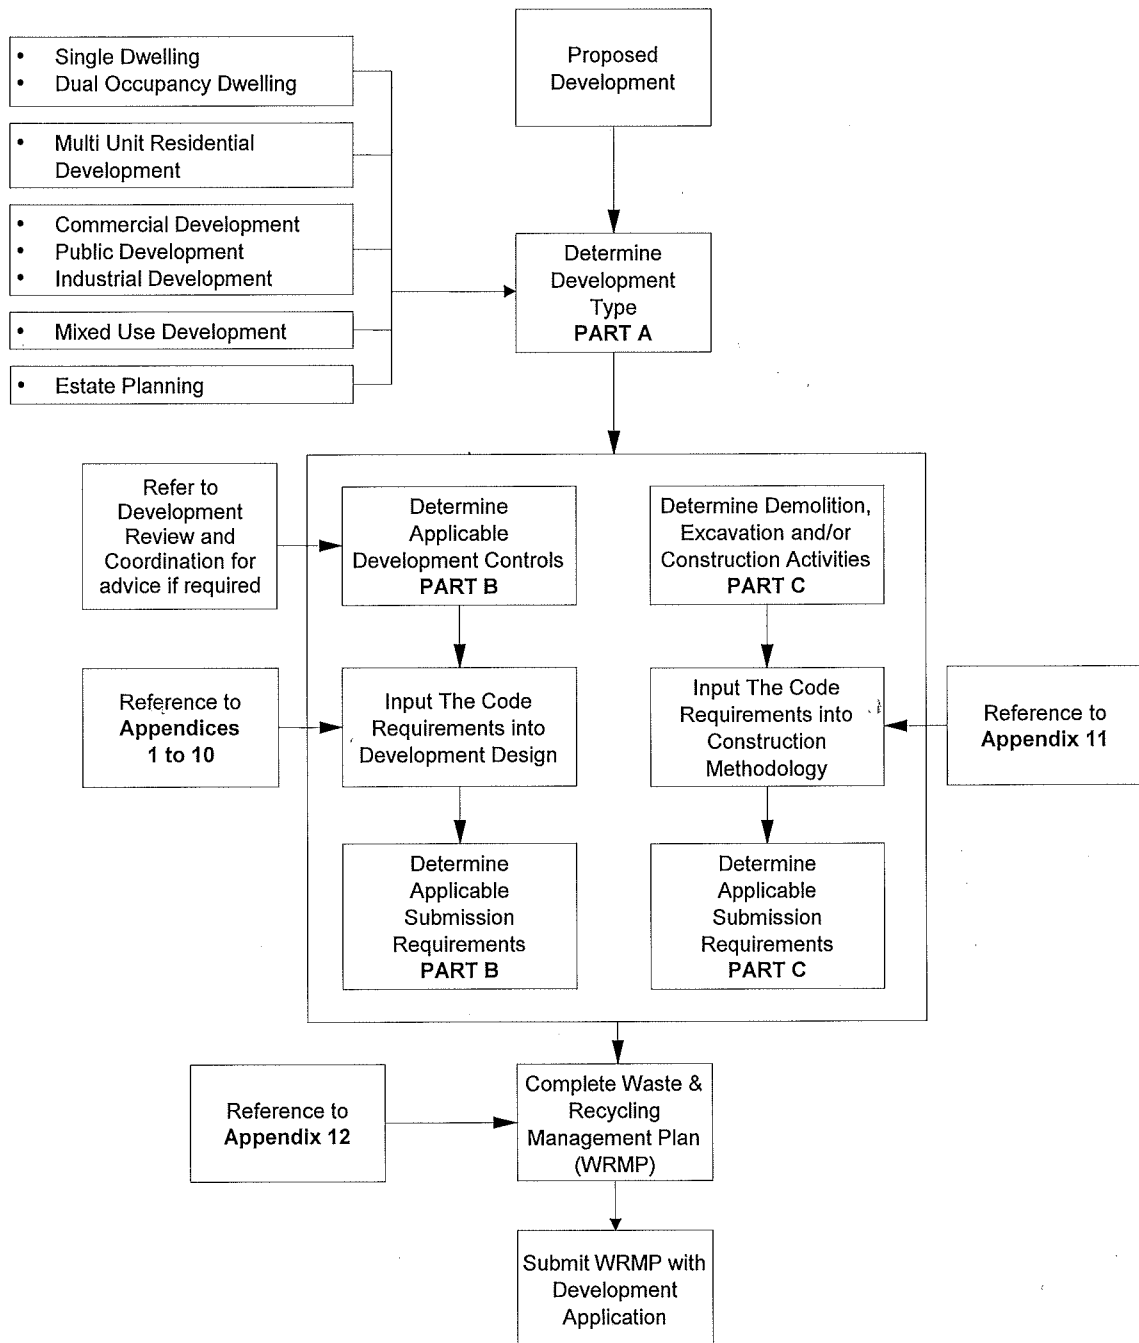 • Single Dwelling
• Dual Occupancy Dwelling
• Multi Unit Residential
Development
• Commercial Development
• Public Development
• Industrial Development
• Mixed Use Development
• Estate Planning
Proposed
Development
Determine
Development
Type
PART A
Refer to
Development
Review and
Coordination for
advice if required
Determine
Applicable
Development Controls
PART B
Determine Demolition,
Excavation and/or
Construction Activities
PART C
Reference to
Appendices
1 to 10
Input The Code
Requirements into
Development Design
Input The Code
Requirements into
Construction
Methodology
Reference to
Appendix 11
Determine
Applicable
Submission
Requirements
PART B
Determine
Applicable
Submission
Requirements
PART C
Reference to
Appendix 12
Complete Waste &
Recycling
Management Plan
(WRMP)
Submit WRMP with
Development
Application